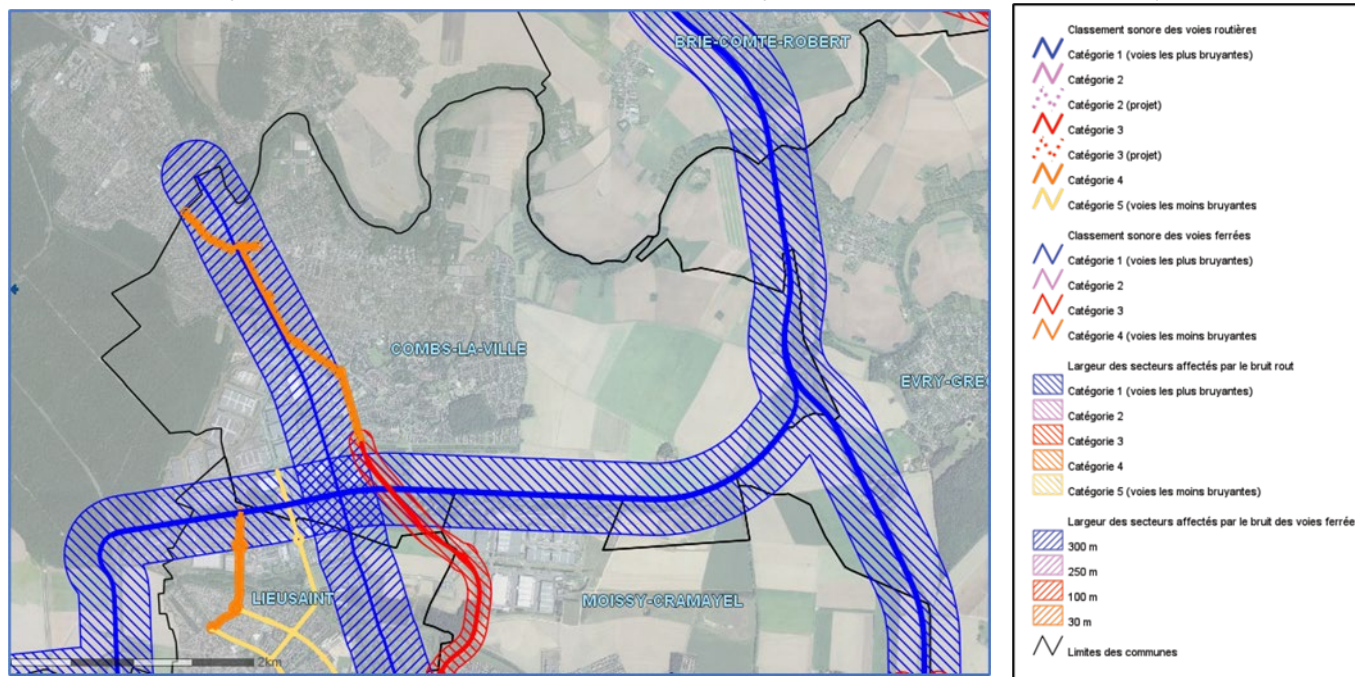 BRIE-COMTE-ROBERT
COMBS-LA-VILLE
EVRY-GREG
LIEUSAINT
MOISSY-CRAMAYEL
2km
Classement sonore des voies routières
Catégorie 1 (voies les plus bruyantes)
Catégorie 2
Catégorie 2 (projet)
Catégorie 3
Catégorie 3 (projet)
Catégorie 4
Catégorie 5 (voies les moins bruyantes
Classement sonore des voies ferrées
Catégorie 1 (voies les plus bruyantes)
Catégorie 2
Catégorie 3
Catégorie 4 (voies les moins bruyantes
Largeur des secteurs affectés par le bruit rout
Catégorie 1 (voies les plus bruyantes)
Catégorie 2
Catégorie 3
Catégorie 4
Catégorie 5 (voies les moins bruyantes)
Largeur des secteurs affectés par le bruit des voies ferrée
300 m
250 m
100 m
30 m
Limites des communes